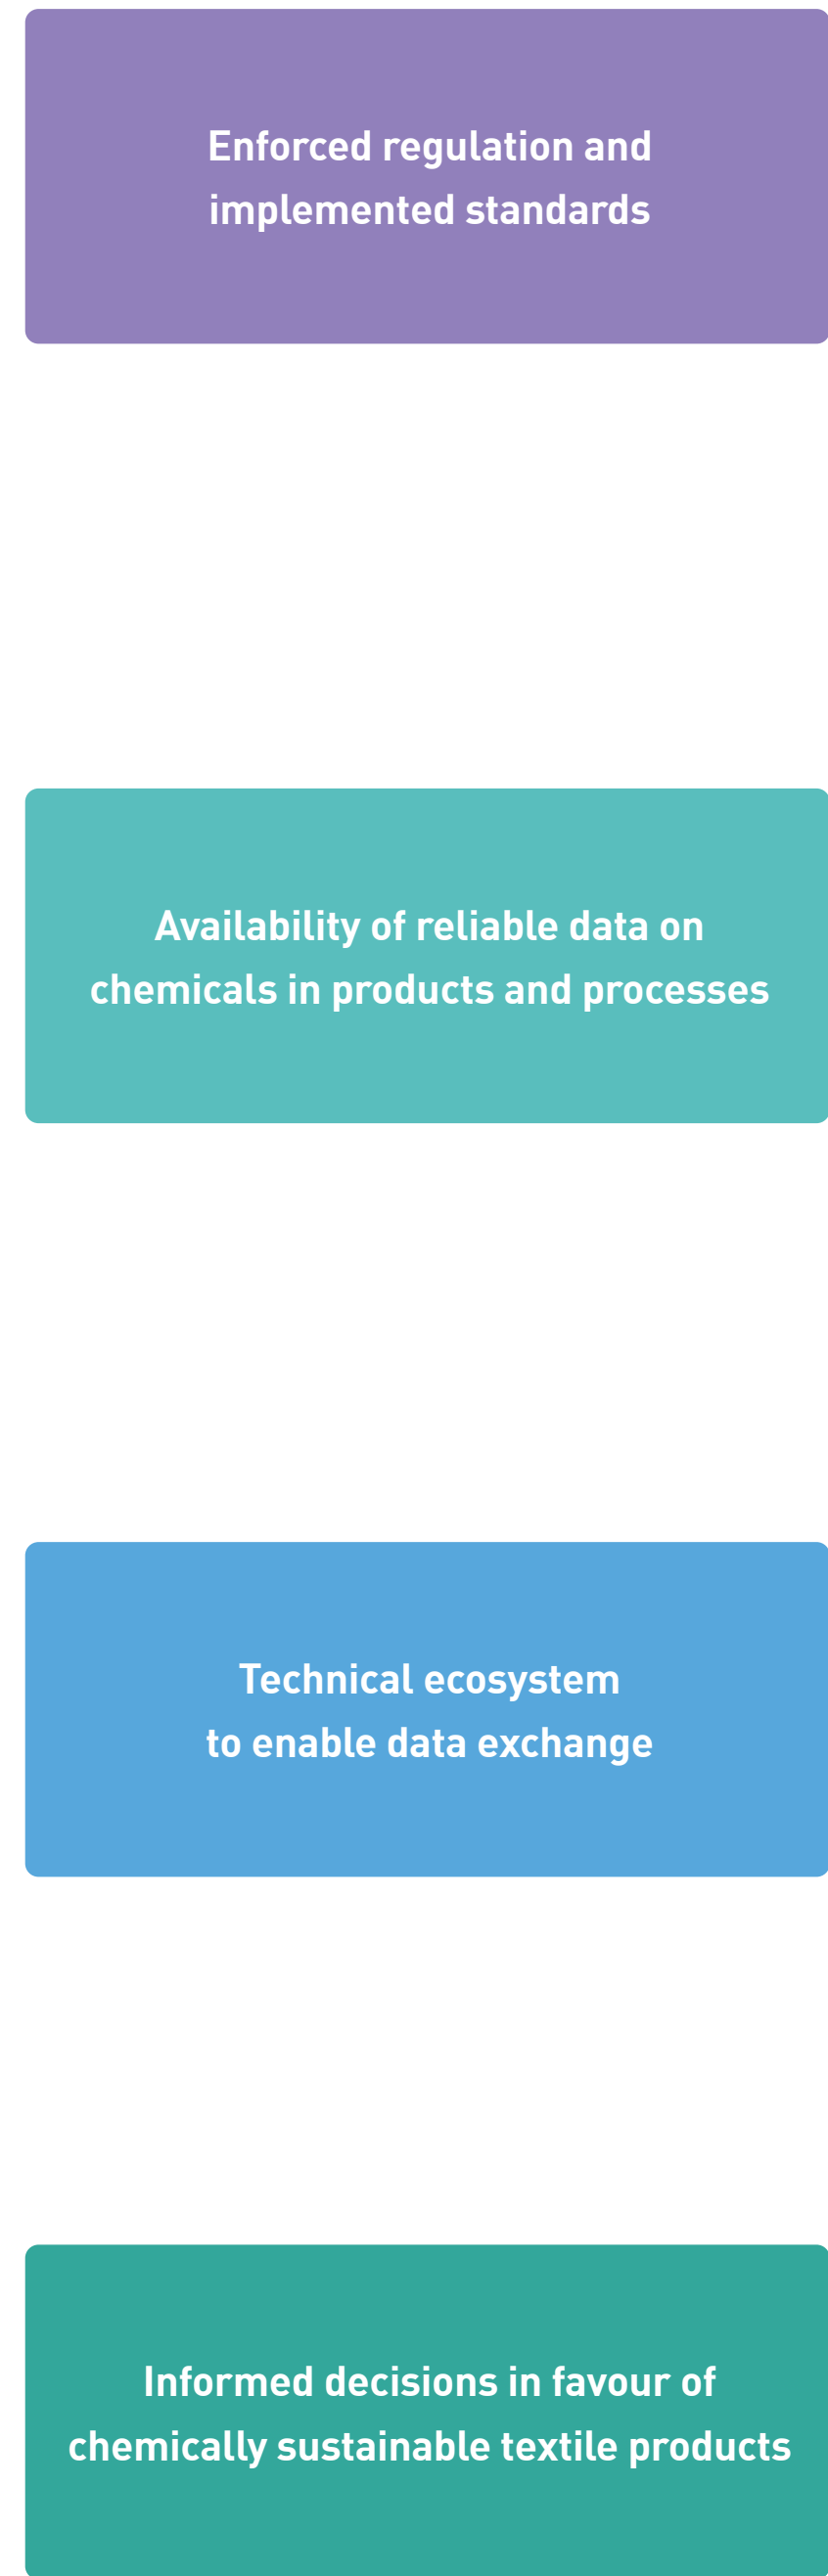 Enforced regulation and
implemented standards
Availability of reliable data on
chemicals in products and processes
Technical ecosystem
to enable data exchange
Informed decisions in favour of
chemically sustainable textile products